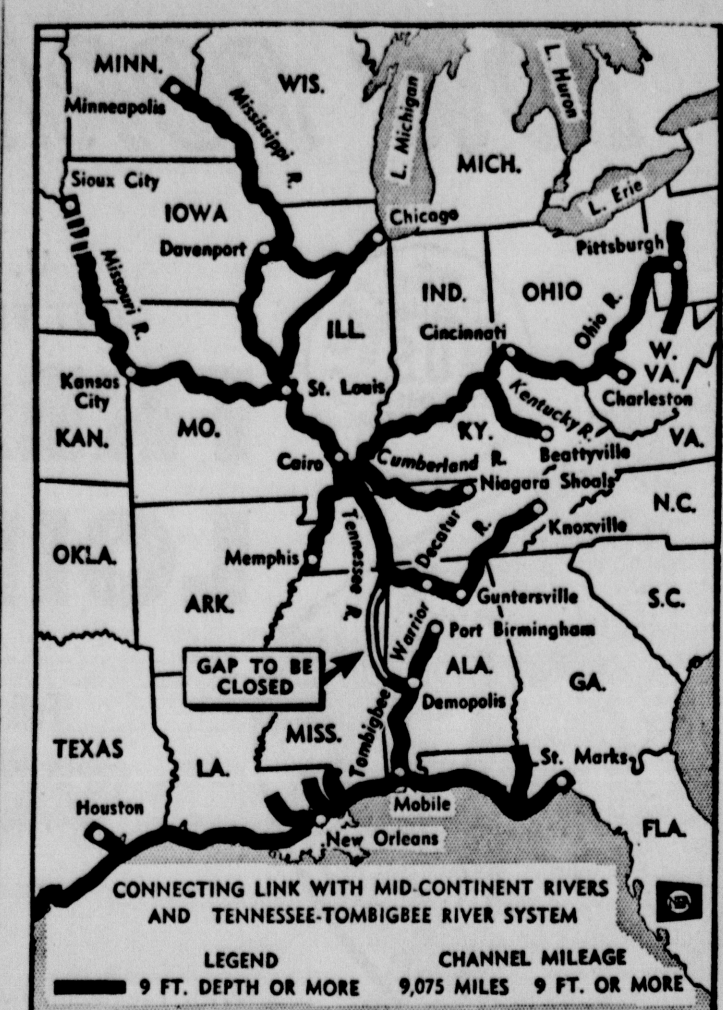 MINN.
WIS.
Minneapolis
Mississippi R.
L. Michigan
L. Huron
MICH.
L. Erie
Sioux City
IOWA
Chicago
Davenport
Pittsburgh
Missouri R.
IND.
OHIO
Ohio R.
ILL.
Cincinnati
W.
VA.
Kansas
City
St. Louis
Charleston
Kentucky R.
KAN.
MO.
KY.
VA.
Beattyville
Cairo
Cumberland R.
Niagara Shoals
N.C.
Tennessee R.
Decatur
R.
Knoxville
OKLA.
Memphis
Guntersville
S.C.
ARK.
Warrior
Port Birmingham
GAP TO BE
CLOSED
ALA.
GA.
Demopolis
Tombigbee
MISS.
TEXAS
LA.
St. Marks
Houston
Mobile
FLA.
New Orleans
CONNECTING LINK WITH MID-CONTINENT RIVERS
AND TENNESSEE-TOMBIGBEE RIVER SYSTEM
LEGEND
CHANNEL MILEAGE
9 FT. DEPTH OR MORE
9,075 MILES 9 FT. OR MORE